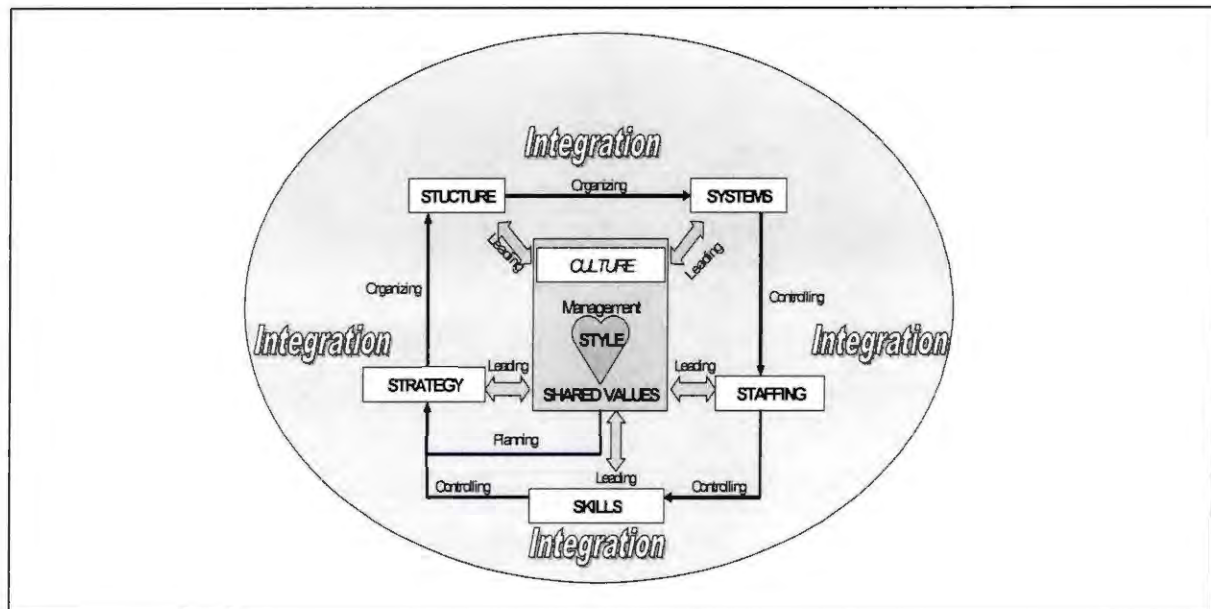 Integration
Organizing
STUCTURE
SYSTEMS
Leading
Leading
CULTURE
Organizing
Controlling
Management
STYLE
Integration
Integration
Leading
Leading
STRATEGY
SHARED VALUES
STAFFING
Planning
Leading
Controlling
Controlling
SKILLS
Integration